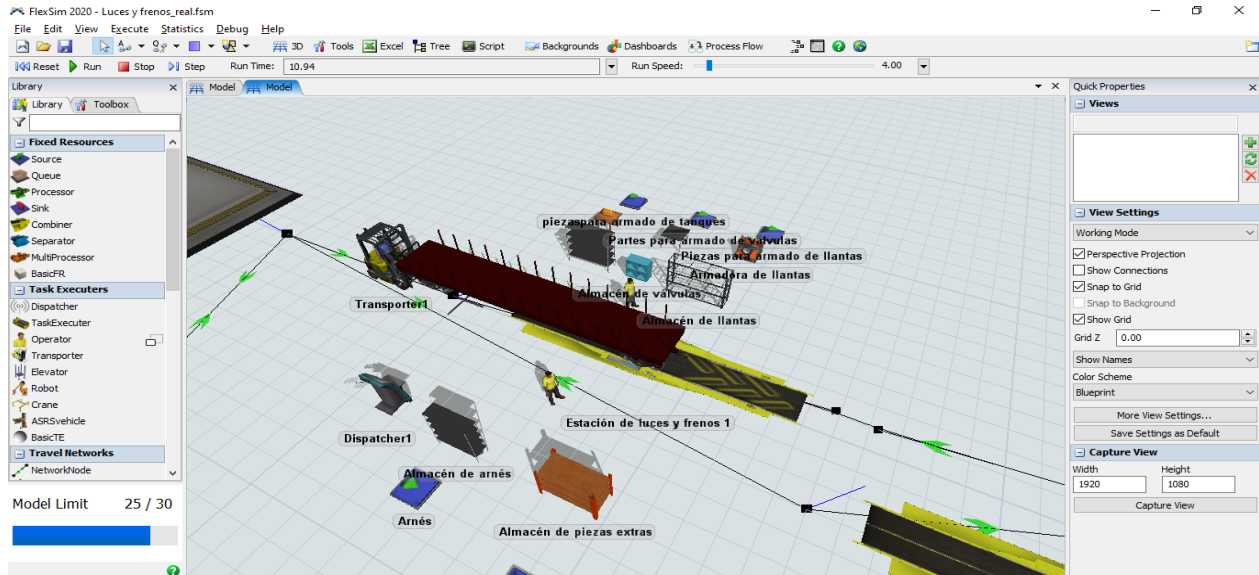 FlexSim 2020 - Luces y frenos_real.fsm
File Edit View Execute Statistics Debug Help
3D Tools Excel Tree Script Backgrounds Dashboards Process Flow
Reset Run Stop Step Run Time: 10.94 Run Speed: 4.00
Library
Library Toolbox
Fixed Resources
Source
Queue
Processor
Sink
Combiner
Separator
MultiProcessor
BasicFR
Task Executers
Dispatcher
TaskExecuter
Operator
Transporter
Elevator
Robot
Crane
ASRSvehicle
BasicTE
Travel Networks
NetworkNode
Model Limit 25 / 30
Model Model
piezaspara armado de tanques
Partes para armado de valvulas
Piezas para armado de llantas
Armadora de llantas
Almacén de valvulas
Transporter1
Almacén de llantas
Estación de luces y frenos 1
Dispatcher1
Almacén de arnés
Arnés
Almacén de piezas extras
Quick Properties
Views
View Settings
Working Mode
Perspective Projection
Show Connections
Snap to Grid
Snap to Background
Show Grid
Grid Z 0.00
Show Names
Color Scheme
Blueprint
More View Settings...
Save Settings as Default
Capture View
Width Height
1920 1080
Capture View